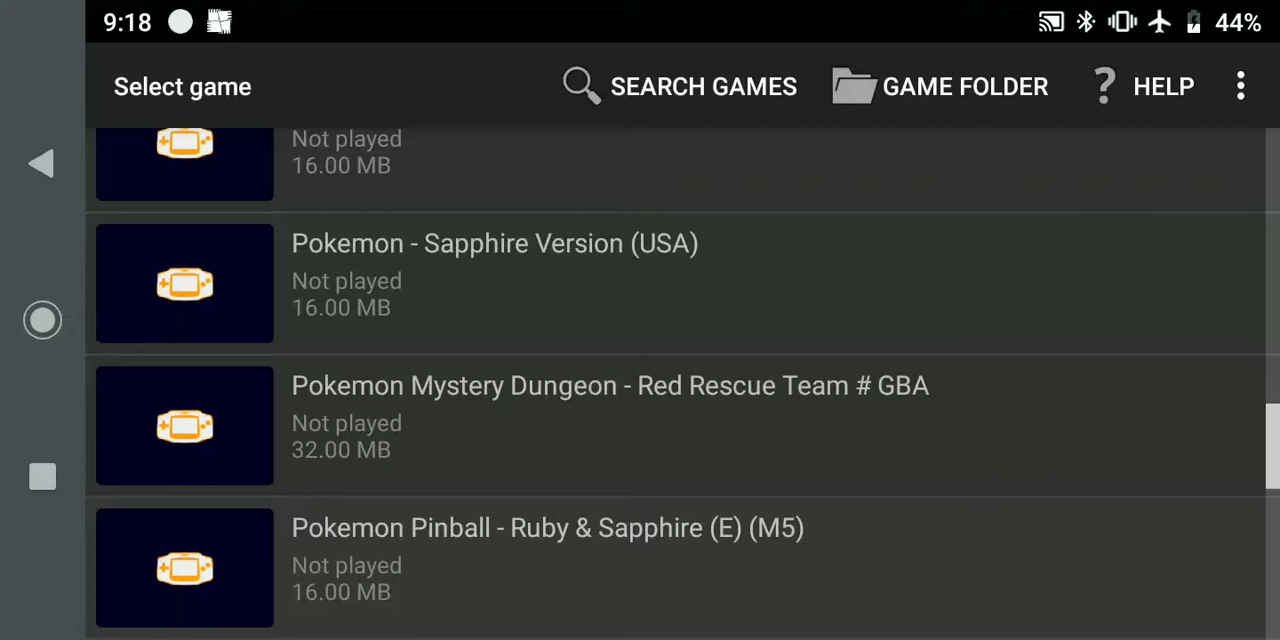 9:18
44%
Select game
SEARCH GAMES
GAME FOLDER
? HELP
Not played
16.00 MB
Pokemon - Sapphire Version (USA)
Not played
16.00 MB
Pokemon Mystery Dungeon - Red Rescue Team # GBA
Not played
32.00 MB
Pokemon Pinball - Ruby & Sapphire (E) (M5)
Not played
16.00 MB